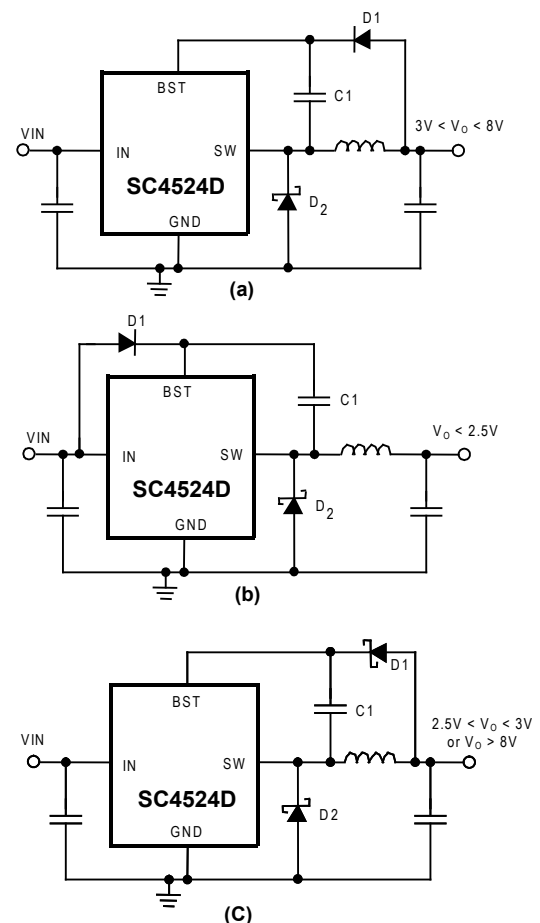 D1
BST
C1
VIN
IN
SW
3V < VO < 8V
SC4524D
D2
GND
(a)
D1
BST
C1
VIN
IN
SW
VO < 2.5V
SC4524D
D2
GND
(b)
D1
BST
C1
2.5V < VO < 3V
or VO > 8V
VIN
IN
SW
SC4524D
D2
GND
(C)